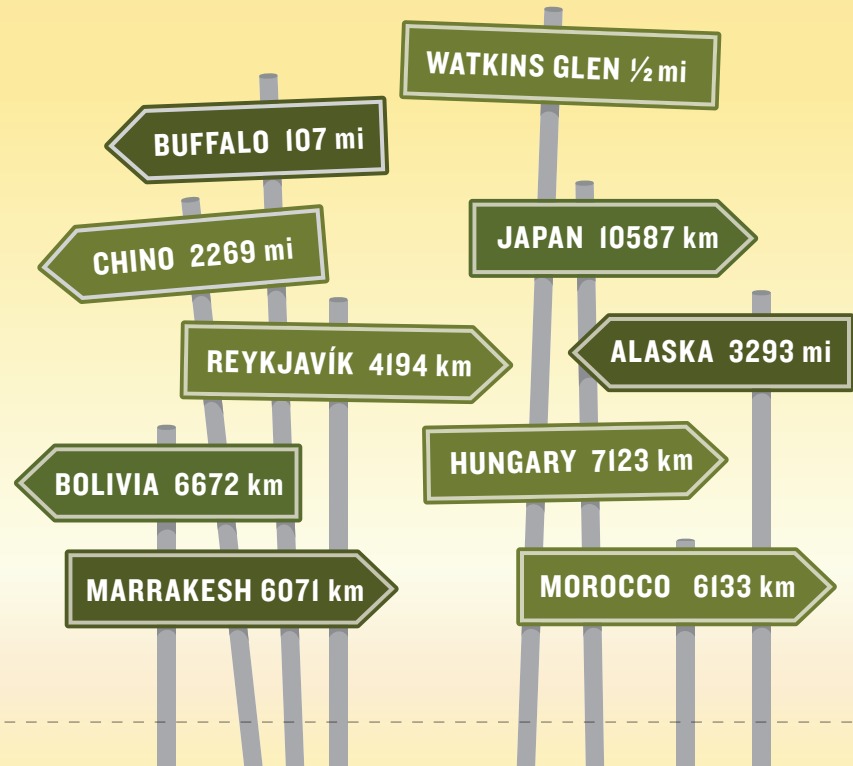 WATKINS GLEN ½ mi
BUFFALO 107 mi
CHINO 2269 mi
JAPAN 10587 km
REYKJAVÍK 4194 km
ALASKA 3293 mi
BOLIVIA 6672 km
HUNGARY 7123 km
MARRAKESH 6071 km
MOROCCO 6133 km